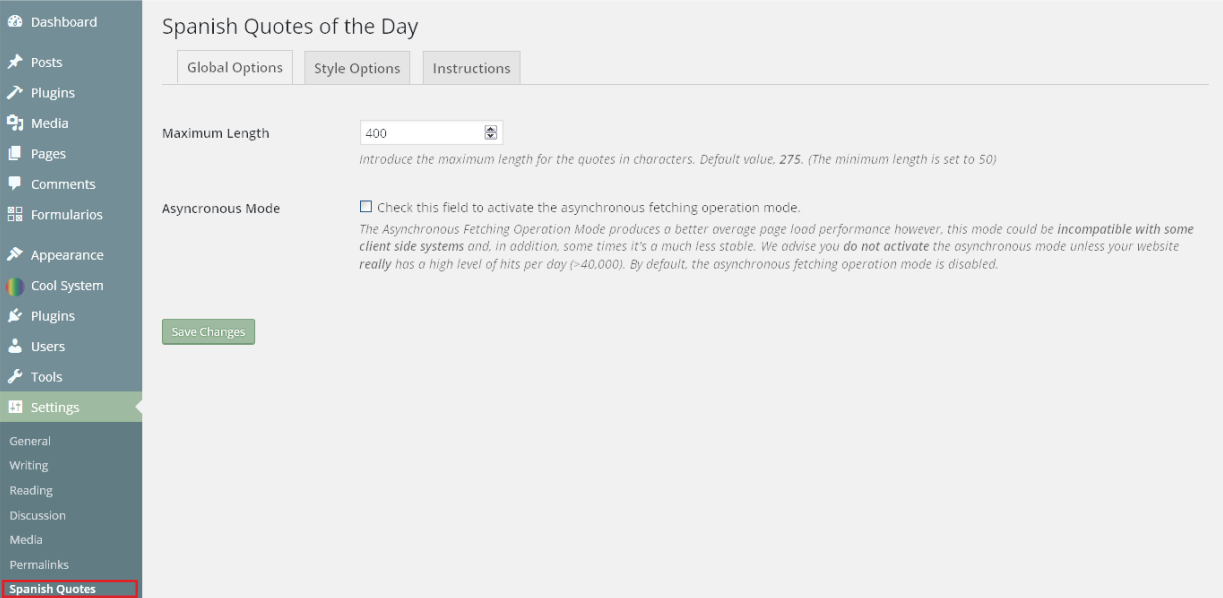 Dashboard
Posts
Plugins
Media
Pages
Comments
Formularios
Appearance
Cool System
Plugins
Users
Tools
Settings
General
Writing
Reading
Discussion
Media
Permalinks
Spanish Quotes
Spanish Quotes of the Day
Global Options
Style Options
Instructions
Maximum Length
400
Introduce the maximum length for the quotes in characters. Default value, 275. (The minimum length is set to 50)
Asyncronous Mode
Check this field to activate the asynchronous fetching operation mode.
The Asynchronous Fetching Operation Mode produces a better average page load performance however, this mode could be incompatible with some
client side systems and, in addition, some times it's a much less stable. We advise you do not activate the asynchronous mode unless your website
really has a high level of hits per day (>40,000). By default, the asynchronous fetching operation mode is disabled.
Save Changes